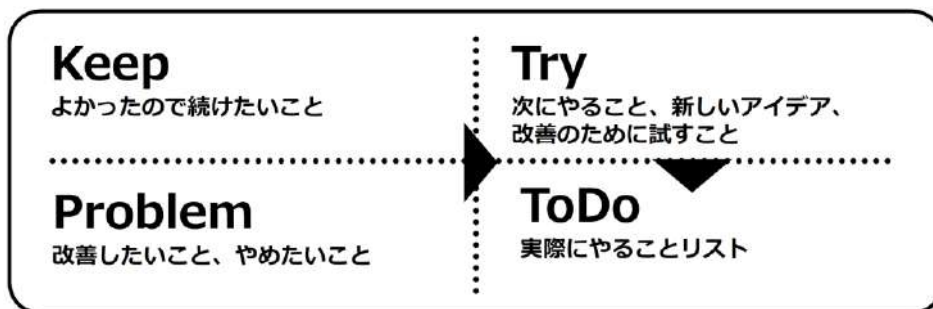 Keep
よかったので続けたいこと
Try
次にやること、新しいアイデア、
改善のために試すこと
Problem
改善したいこと、やめたいこと
ToDo
実際にやることリスト